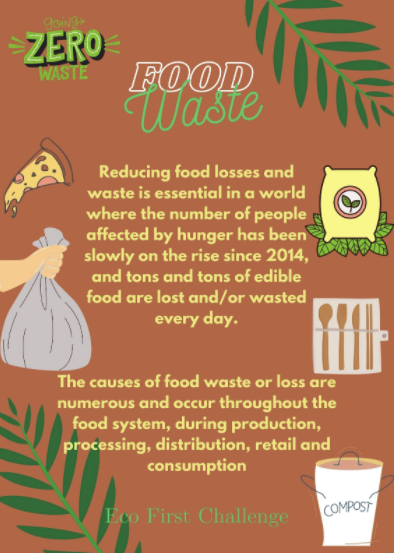 going
ZERO
WASTE
FOOD
Waste
Reducing food losses and
waste is essential in a world
where the number of people
affected by hunger has been
slowly on the rise since 2014,
and tons and tons of edible
food are lost and/or wasted
every day.
The causes of food waste or loss are
numerous and occur throughout the
food system, during production,
processing, distribution, retail and
consumption
COMPOST
Eco First Challenge